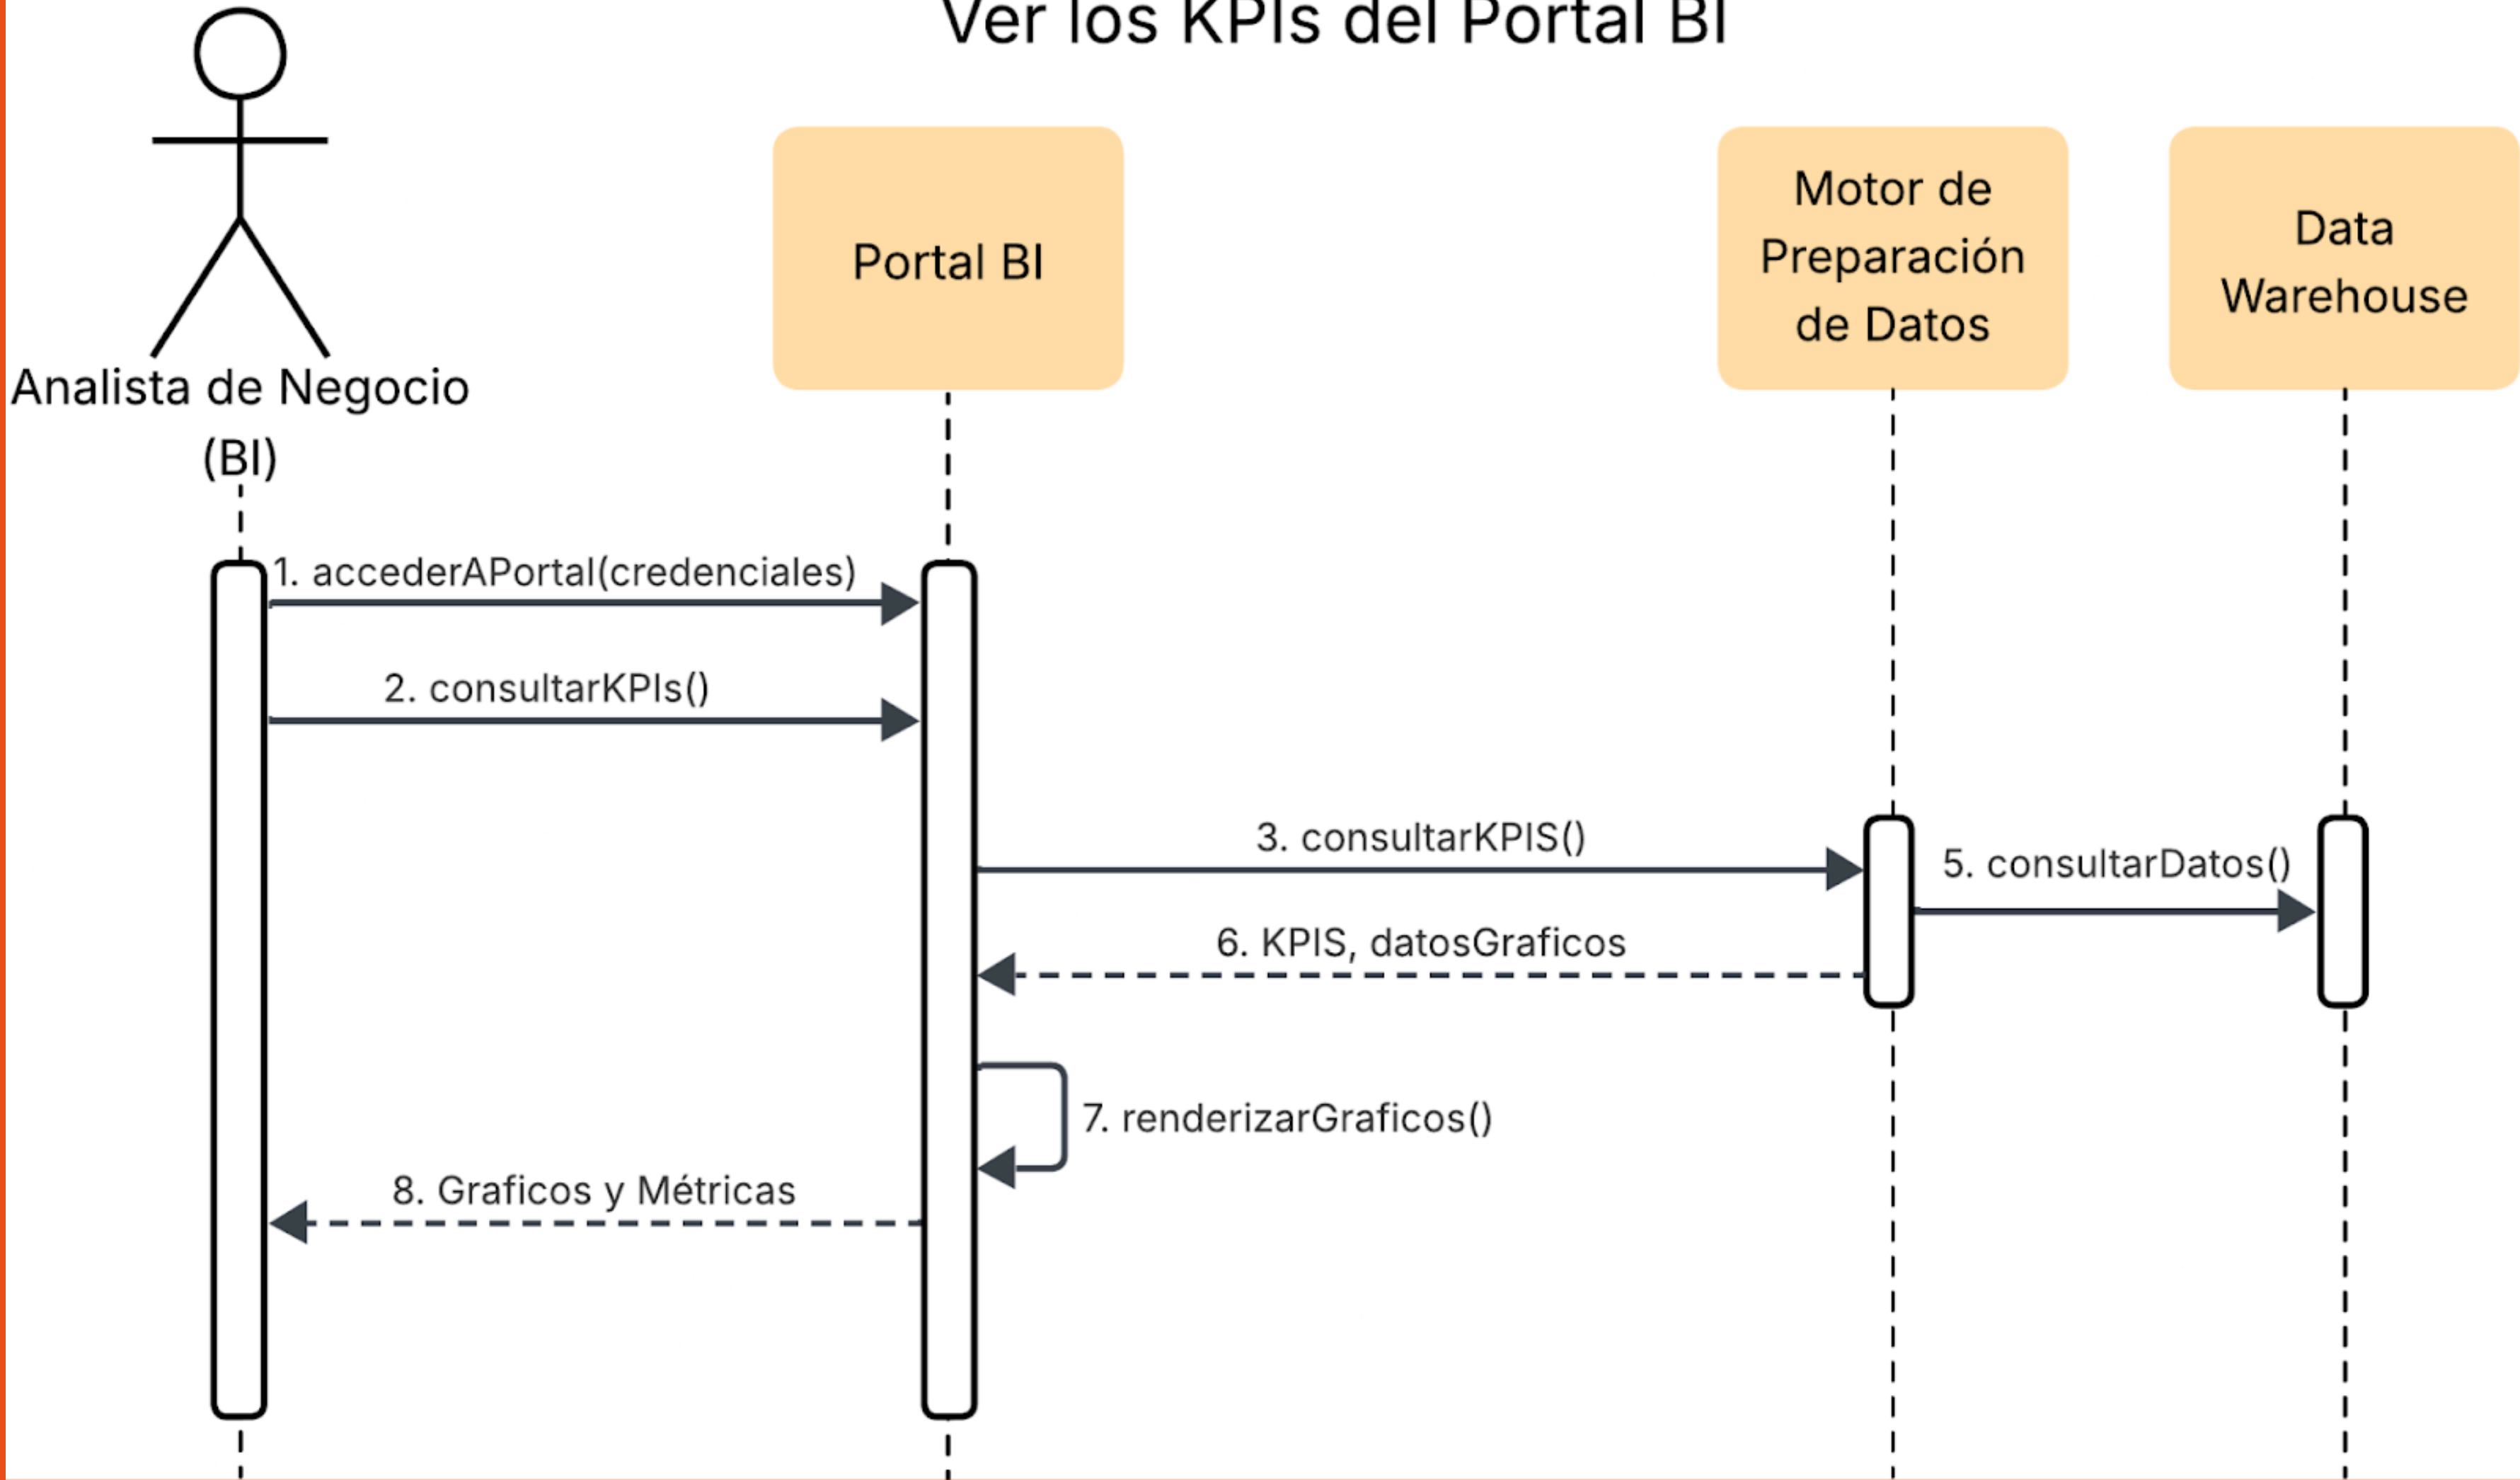 Ver los KPIs del Portal BI
Analista de Negocio
(BI)
Portal BI
Motor de
Preparación
de Datos
Data
Warehouse
1. accederAPortal(credenciales)
2. consultarKPIs()
3. consultarKPIS()
5. consultarDatos()
6. KPIS, datosGraficos
7. renderizarGraficos()
8. Graficos y Métricas